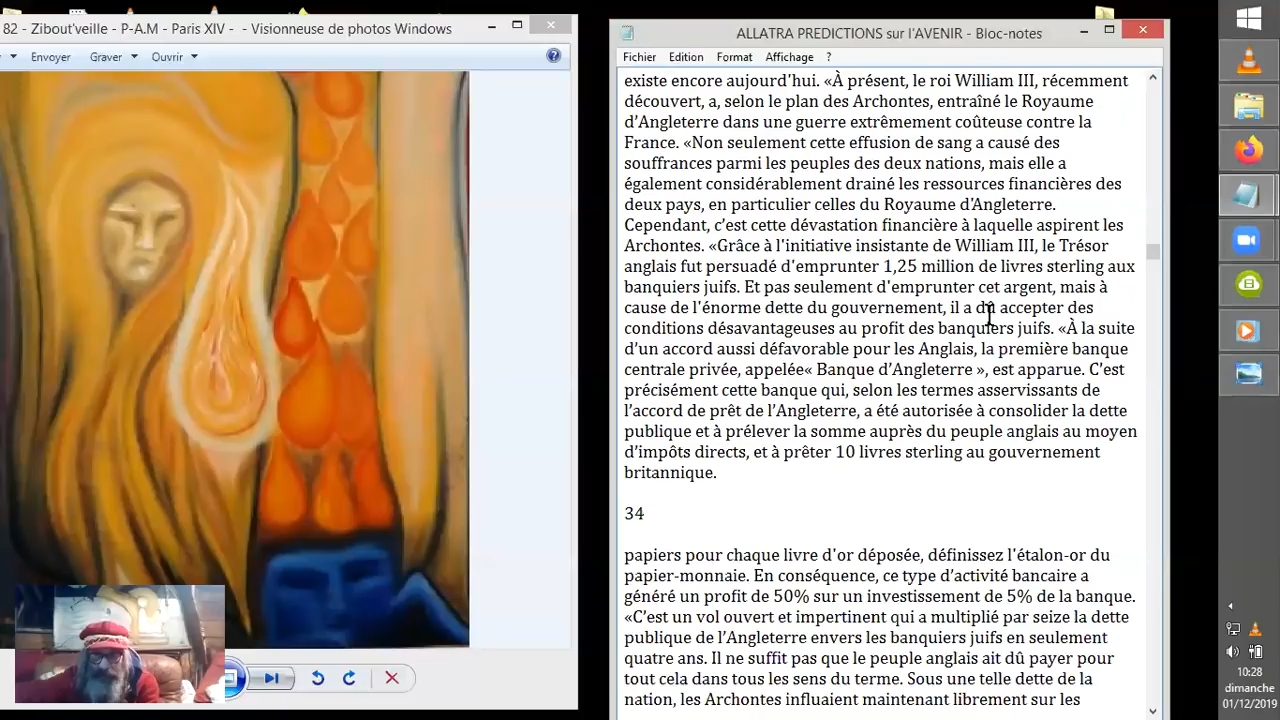 82 - Zibout'veille - P-A-M - Paris XIV - - Visionneuse de photos Windows
Envoyer Graver Ouvrir
ALLATRA PREDICTIONS sur l'AVENIR - Bloc-notes
Fichier Edition Format Affichage ?
existe encore aujourd'hui. «À présent, le roi William III, récemment
découvert, a, selon le plan des Archontes, entraîné le Royaume
d’Angleterre dans une guerre extrêmement coûteuse contre la
France. «Non seulement cette effusion de sang a causé des
souffrances parmi les peuples des deux nations, mais elle a
également considérablement drainé les ressources financières des
deux pays, en particulier celles du Royaume d'Angleterre.
Cependant, c’est cette dévastation financière à laquelle aspirent les
Archontes. «Grâce à l'initiative insistante de William III, le Trésor
anglais fut persuadé d'emprunter 1,25 million de livres sterling aux
banquiers juifs. Et pas seulement d'emprunter cet argent, mais à
cause de l'énorme dette du gouvernement, il a dû accepter des
conditions désavantageuses au profit des banquiers juifs. «À la suite
d’un accord aussi défavorable pour les Anglais, la première banque
centrale privée, appelée« Banque d’Angleterre », est apparue. C’est
précisément cette banque qui, selon les termes asservissants de
l’accord de prêt de l’Angleterre, a été autorisée à consolider la dette
publique et à prélever la somme auprès du peuple anglais au moyen
d’impôts directs, et à prêter 10 livres sterling au gouvernement
britannique.
34
papiers pour chaque livre d'or déposée, définissez l'étalon-or du
papier-monnaie. En conséquence, ce type d’activité bancaire a
généré un profit de 50% sur un investissement de 5% de la banque.
«C’est un vol ouvert et impertinent qui a multiplié par seize la dette
publique de l’Angleterre envers les banquiers juifs en seulement
quatre ans. Il ne suffit pas que le peuple anglais ait dû payer pour
tout cela dans tous les sens du terme. Sous une telle dette de la
nation, les Archontes influaient maintenant librement sur les
10:28
dimanche
01/12/2019